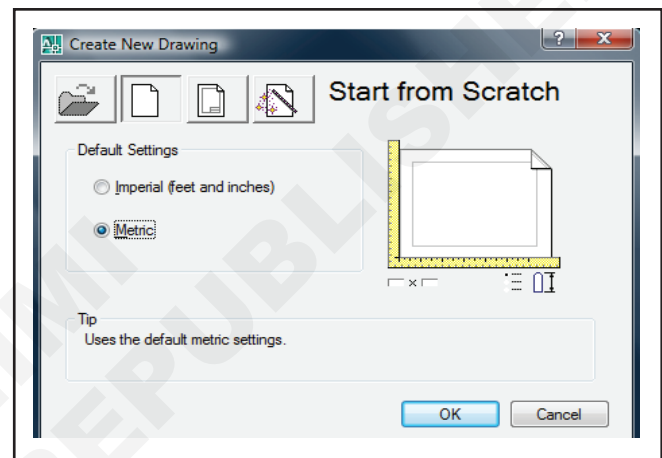 Create New Drawing
Start from Scratch
Default Settings
Imperial (feet and inches)
Metric
Tip
Uses the default metric settings.
OK Cancel